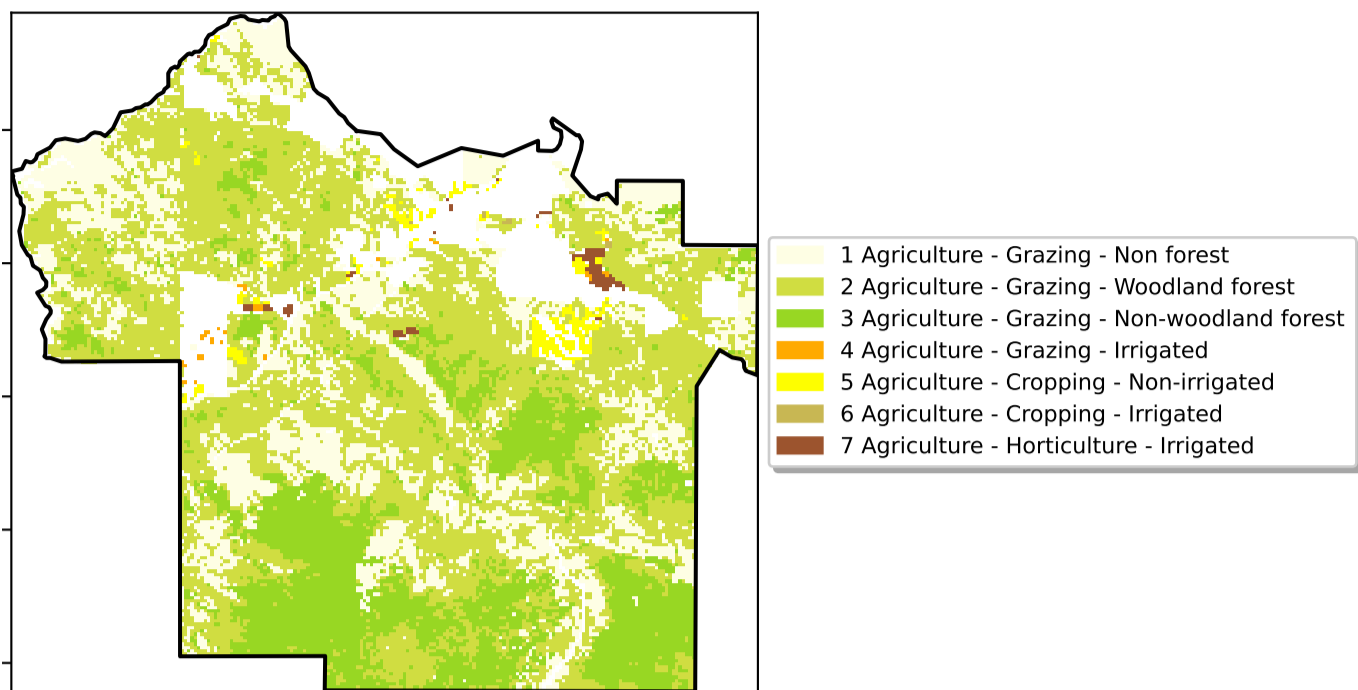 1 Agriculture - Grazing - Non forest
2 Agriculture - Grazing - Woodland forest
3 Agriculture - Grazing - Non-woodland forest
4 Agriculture - Grazing - Irrigated
5 Agriculture - Cropping - Non-irrigated
6 Agriculture - Cropping - Irrigated
7 Agriculture - Horticulture - Irrigated